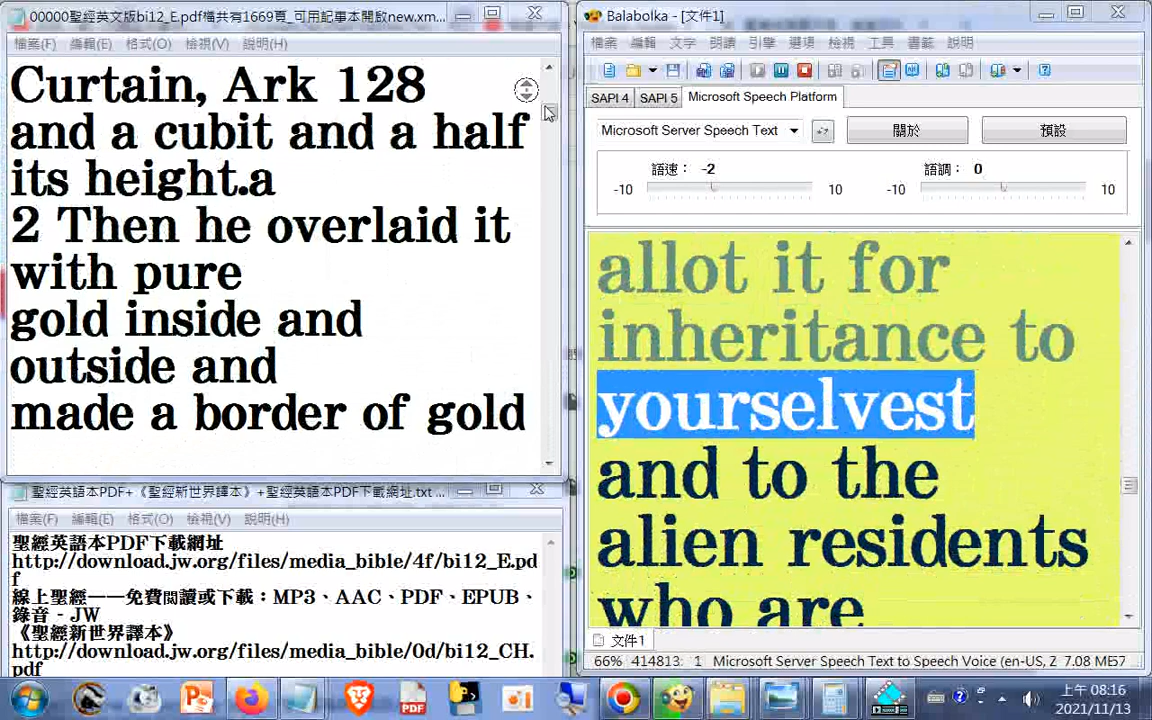 00000聖經英文版bi12_E.pdf檔共有1669頁_可用記事本開啟new.xm...
檔案(F) 編輯(E) 格式(O) 檢視(V) 說明(H)
Curtain, Ark 128
and a cubit and a half
its height.a
2 Then he overlaid it
with pure
gold inside and
outside and
made a border of gold
聖經英語本PDF+《聖經新世界譯本》+聖經英語本PDF下載網址.txt ...
檔案(F) 編輯(E) 格式(O) 檢視(V) 說明(H)
聖經英語本PDF下載網址
http://download.jw.org/files/media_bible/4f/bi12_E.pd
f
線上聖經——免費閱讀或下載：MP3、AAC、PDF、EPUB、
錄音 - JW
《聖經新世界譯本》
http://download.jw.org/files/media_bible/0d/bi12_CH.
pdf
Balabolka - [文件1]
檔案 編輯 文字 朗讀 引擎 選項 檢視 工具 書籤 說明
SAPI 4 SAPI 5 Microsoft Speech Platform
Microsoft Server Speech Text 關於 預設
語速： -2 語調： 0
-10 10 -10 10
allot it for
inheritance to
yourselvest
and to the
alien residents
who are
文件1
66% 414813: 1 Microsoft Server Speech Text to Speech Voice (en-US, Z 7.08 ME57
PDF
上午 08:16
2021/11/13